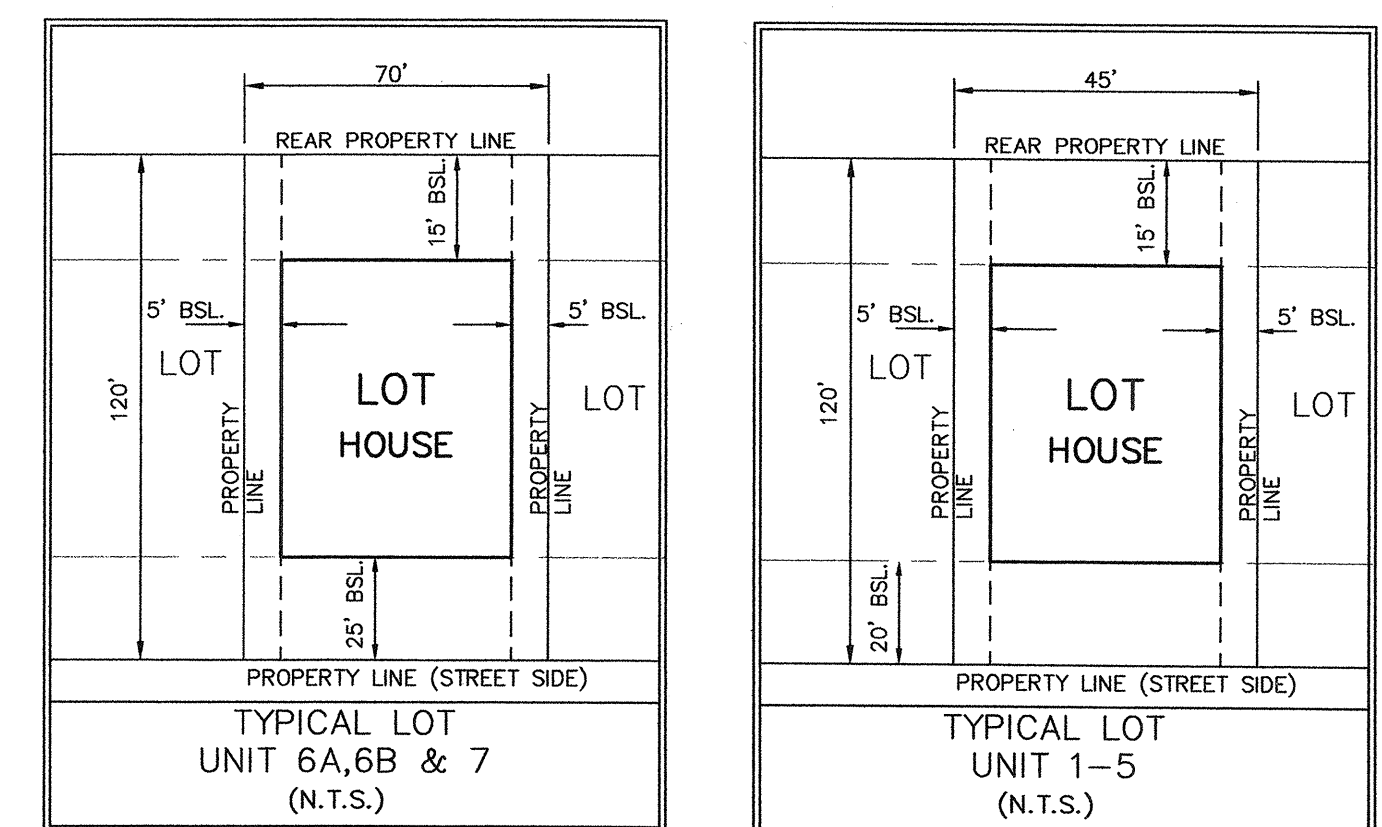 70'
REAR PROPERTY LINE
15' BSL.
5' BSL.
5' BSL.
LOT
LOT
HOUSE
LOT
120'
PROPERTY
LINE
PROPERTY
LINE
25' BSL.
PROPERTY LINE (STREET SIDE)
TYPICAL LOT
UNIT 6A,6B & 7
(N.T.S.)
45'
REAR PROPERTY LINE
15' BSL.
5' BSL.
5' BSL.
LOT
LOT
HOUSE
LOT
120'
PROPERTY
LINE
PROPERTY
LINE
20' BSL.
PROPERTY LINE (STREET SIDE)
TYPICAL LOT
UNIT 1-5
(N.T.S.)